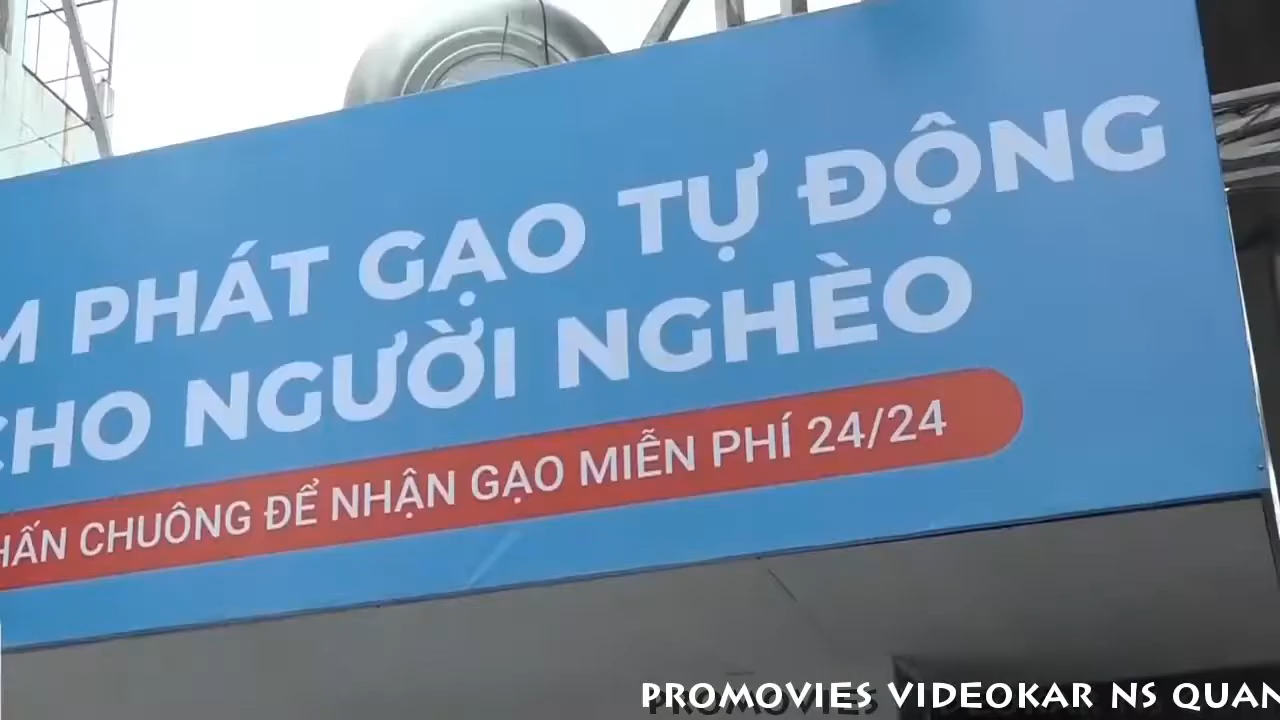 PHÁT GẠO TỰ ĐỘNG
CHO NGƯỜI NGHÈO
NHẤN CHUÔNG ĐỂ NHẬN GẠO MIỄN PHÍ 24/24
PROMOVIES VIDEOKAR NS QUAN